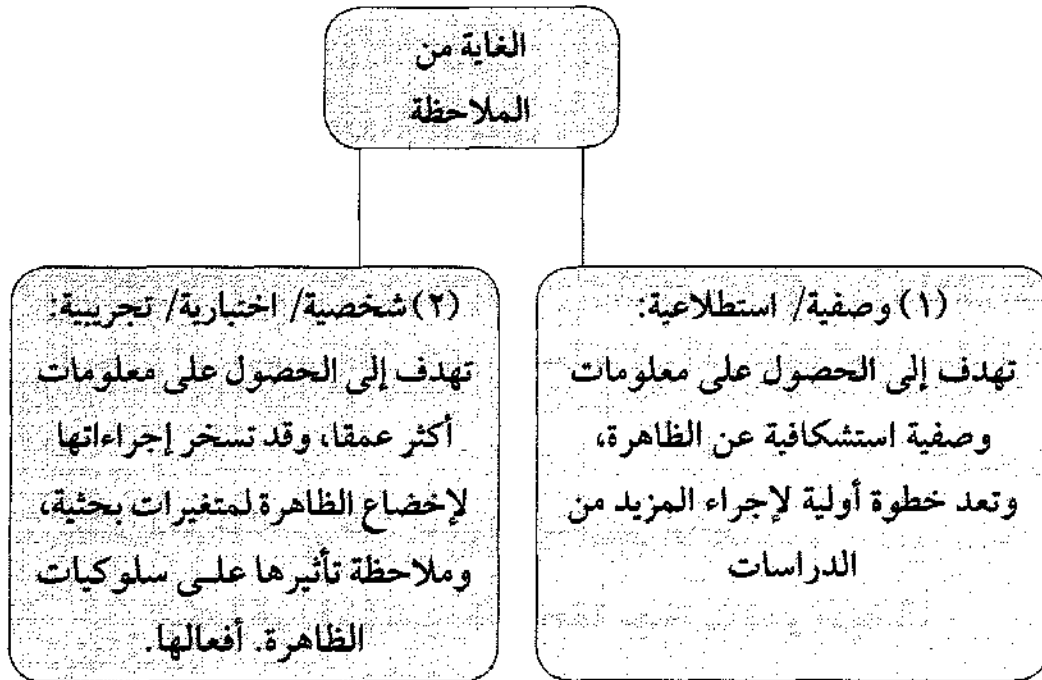 الغاية من
الملاحظة
(١) وصفية/ استطلاعية:
تهدف إلى الحصول على معلومات
وصفية استشكافية عن الظاهرة،
وتعد خطوة أولية لإجراء المزيد من
الدراسات
(٢) شخصية/ اختبارية/ تجريبية:
تهدف إلى الحصول على معلومات
أكثر عمقا، وقد تسخر إجراءاتها
لإخضاع الظاهرة لمتغيرات بحثية،
وملاحظة تأثيرها على سلوكيات
الظاهرة. أفعالها.